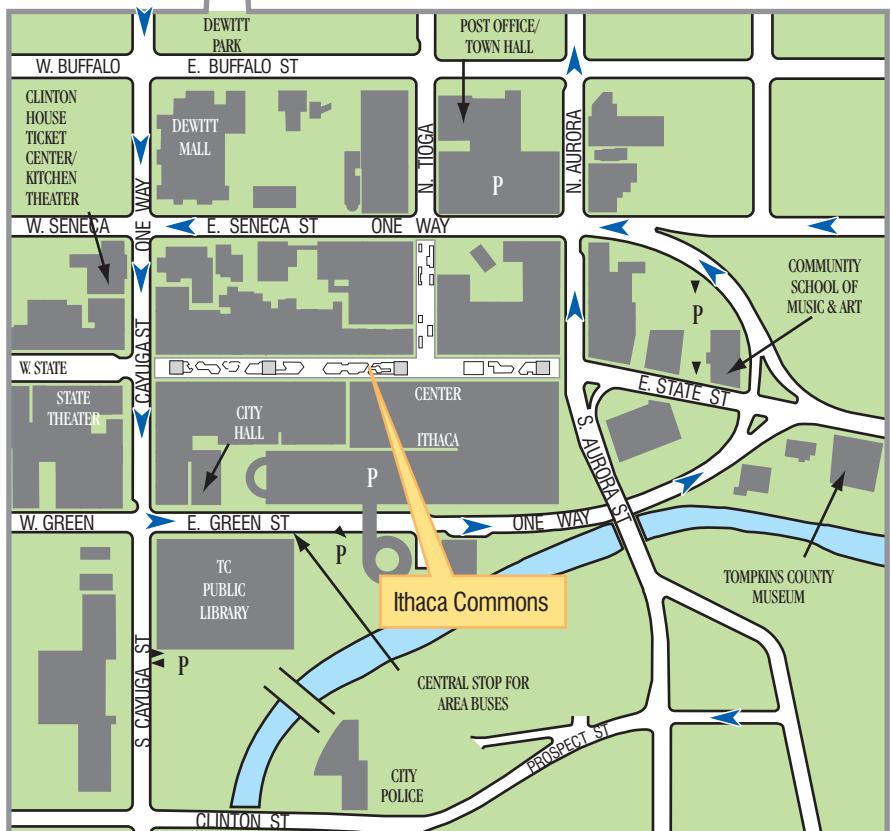 DEWITT
PARK
POST OFFICE/
TOWN HALL
W. BUFFALO
E. BUFFALO ST
CLINTON
HOUSE
TICKET
CENTER/
KITCHEN
THEATER
DEWITT
MALL
N. TIOGA
P
N. AURORA
ONE WAY
W. SENECA
E. SENECA ST
ONE WAY
COMMUNITY
SCHOOL OF
MUSIC & ART
P
CAYUGA ST
W. STATE
STATE
THEATER
CITY
HALL
CENTER
ITHACA
P
E. STATE ST
S. AURORA ST
W. GREEN
E. GREEN ST
ONE WAY
P
TC
PUBLIC
LIBRARY
Ithaca Commons
TOMPKINS COUNTY
MUSEUM
S. CAYUGA ST
P
CENTRAL STOP FOR
AREA BUSES
PROSPECT ST
CITY
POLICE
CLINTON ST